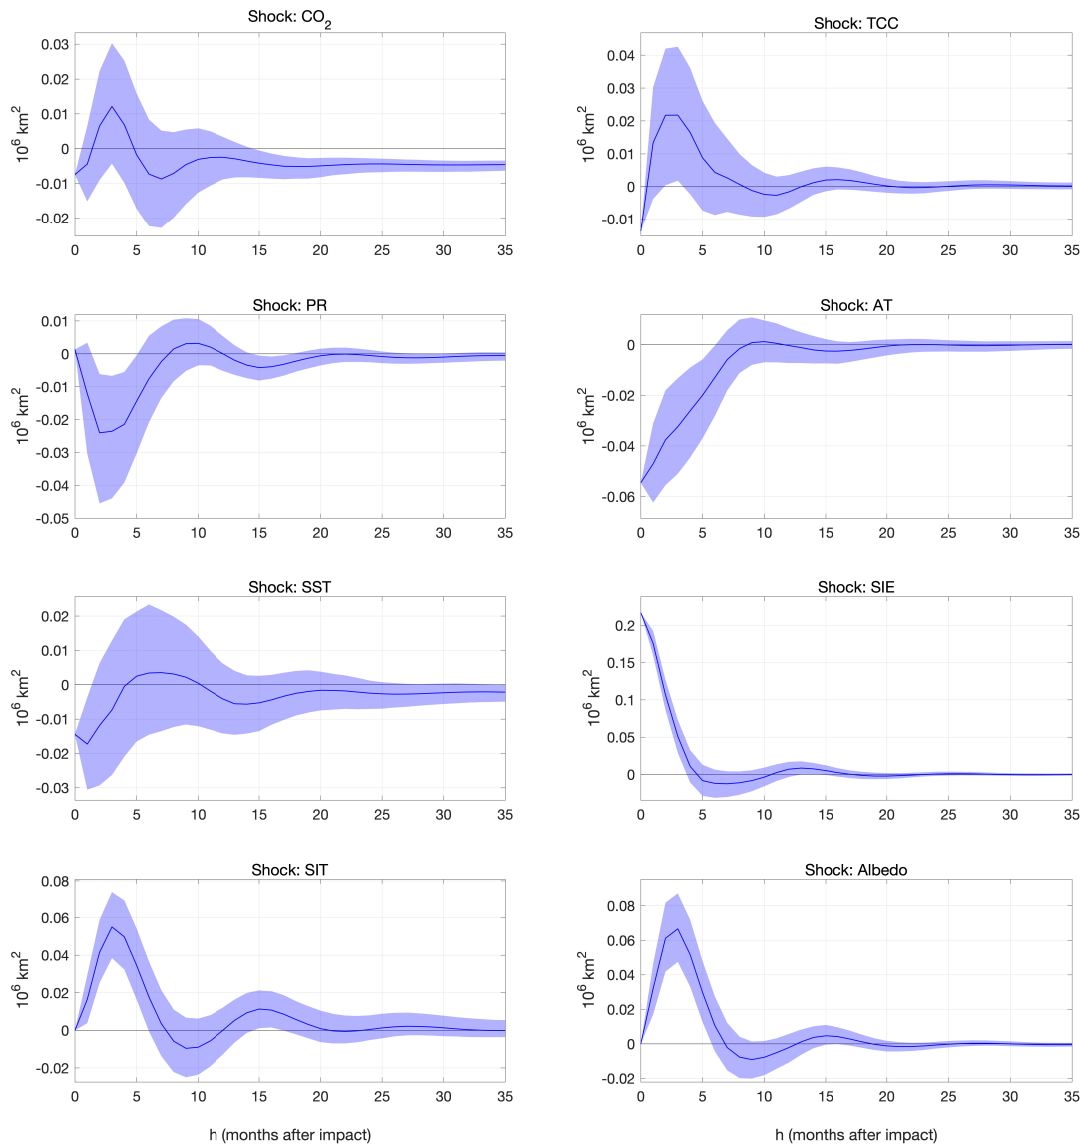 Shock: CO2
10^6 km^2
0.03
0.02
0.01
0
-0.01
-0.02
0 5 10 15 20 25 30 35
Shock: TCC
10^6 km^2
0.04
0.03
0.02
0.01
0
-0.01
0 5 10 15 20 25 30 35
Shock: PR
10^6 km^2
0.01
0
-0.01
-0.02
-0.03
-0.04
-0.05
0 5 10 15 20 25 30 35
Shock: AT
10^6 km^2
0
-0.02
-0.04
-0.06
0 5 10 15 20 25 30 35
Shock: SST
10^6 km^2
0.02
0.01
0
-0.01
-0.02
-0.03
0 5 10 15 20 25 30 35
Shock: SIE
10^6 km^2
0.2
0.15
0.1
0.05
0
0 5 10 15 20 25 30 35
Shock: SIT
10^6 km^2
0.08
0.06
0.04
0.02
0
-0.02
0 5 10 15 20 25 30 35
h (months after impact)
Shock: Albedo
10^6 km^2
0.08
0.06
0.04
0.02
0
-0.02
0 5 10 15 20 25 30 35
h (months after impact)